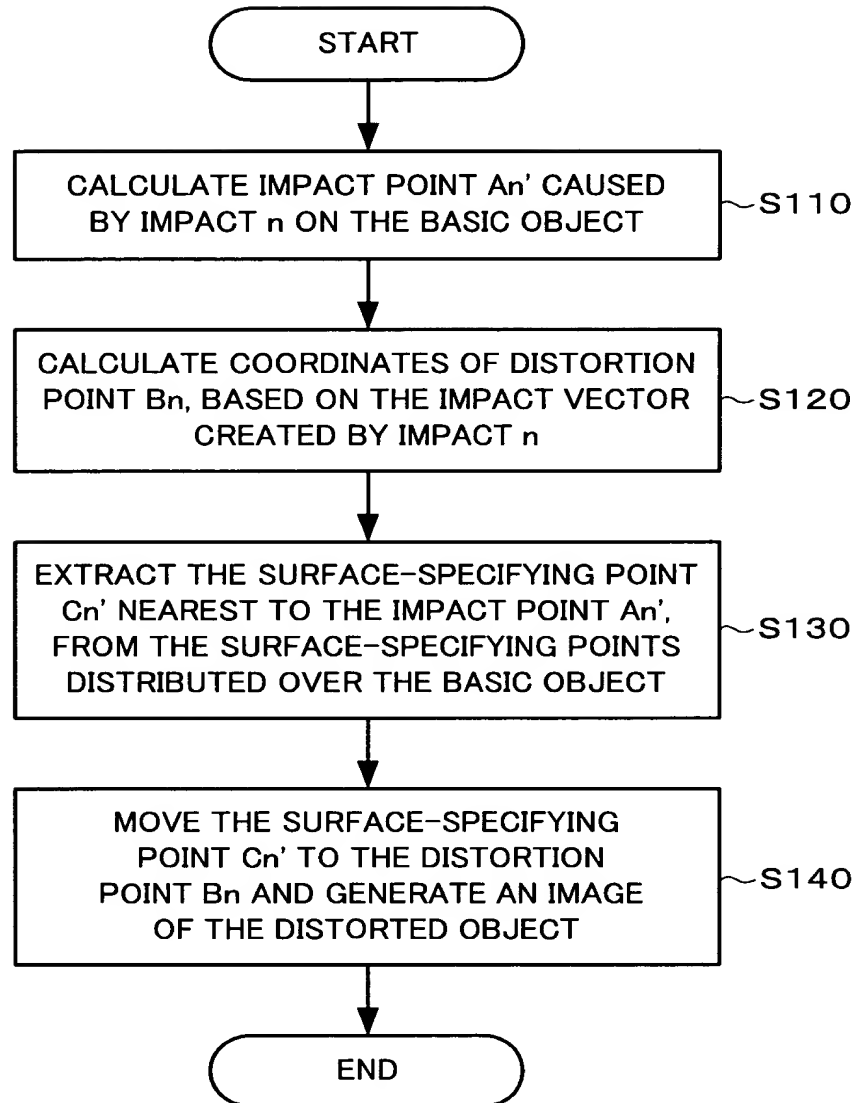 START
CALCULATE IMPACT POINT An' CAUSED
BY IMPACT n ON THE BASIC OBJECT
S110
CALCULATE COORDINATES OF DISTORTION
POINT Bn, BASED ON THE IMPACT VECTOR
CREATED BY IMPACT n
S120
EXTRACT THE SURFACE-SPECIFYING POINT
Cn' NEAREST TO THE IMPACT POINT An',
FROM THE SURFACE-SPECIFYING POINTS
DISTRIBUTED OVER THE BASIC OBJECT
S130
MOVE THE SURFACE-SPECIFYING
POINT Cn' TO THE DISTORTION
POINT Bn AND GENERATE AN IMAGE
OF THE DISTORTED OBJECT
S140
END